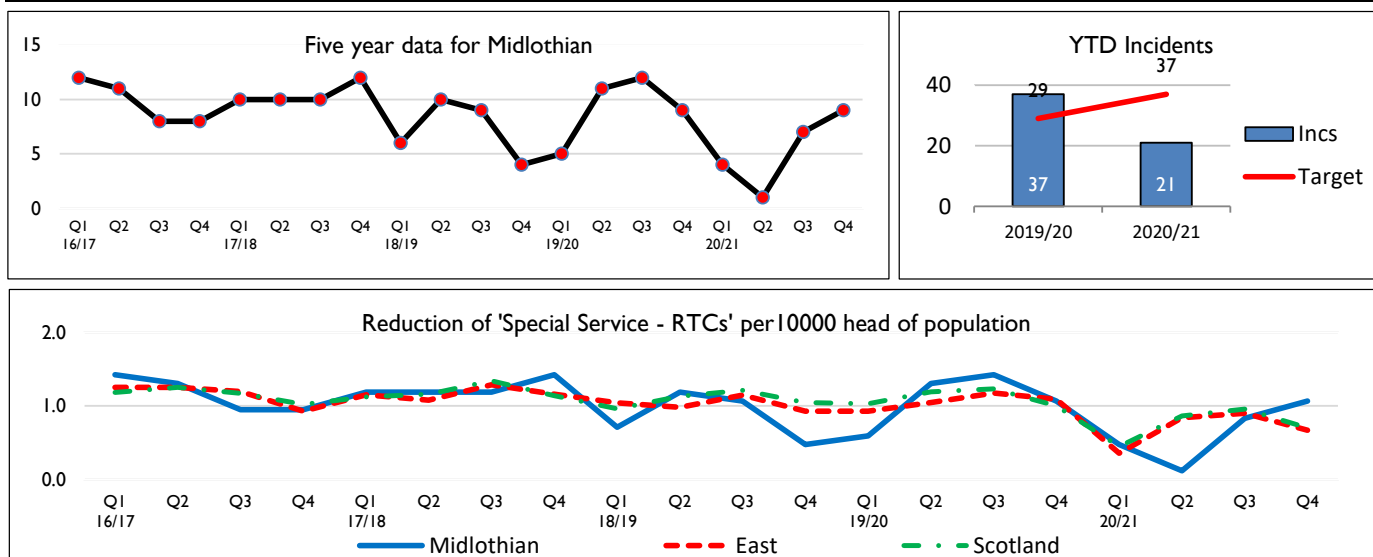 Five year data for Midlothian
15
10
5
0
Q1 Q2 Q3 Q4 Q1 Q2 Q3 Q4 Q1 Q2 Q3 Q4 Q1 Q2 Q3 Q4 Q1 Q2 Q3 Q4
16/17 17/18 18/19 19/20 20/21
YTD Incidents
37
40
29
20
37 21
0
2019/20 2020/21
Incs
Target
Reduction of 'Special Service - RTCs' per10000 head of population
2.0
1.0
0.0
Q1 Q2 Q3 Q4 Q1 Q2 Q3 Q4 Q1 Q2 Q3 Q4 Q1 Q2 Q3 Q4 Q1 Q2 Q3 Q4
16/17 17/18 18/19 19/20 20/21
Midlothian East Scotland